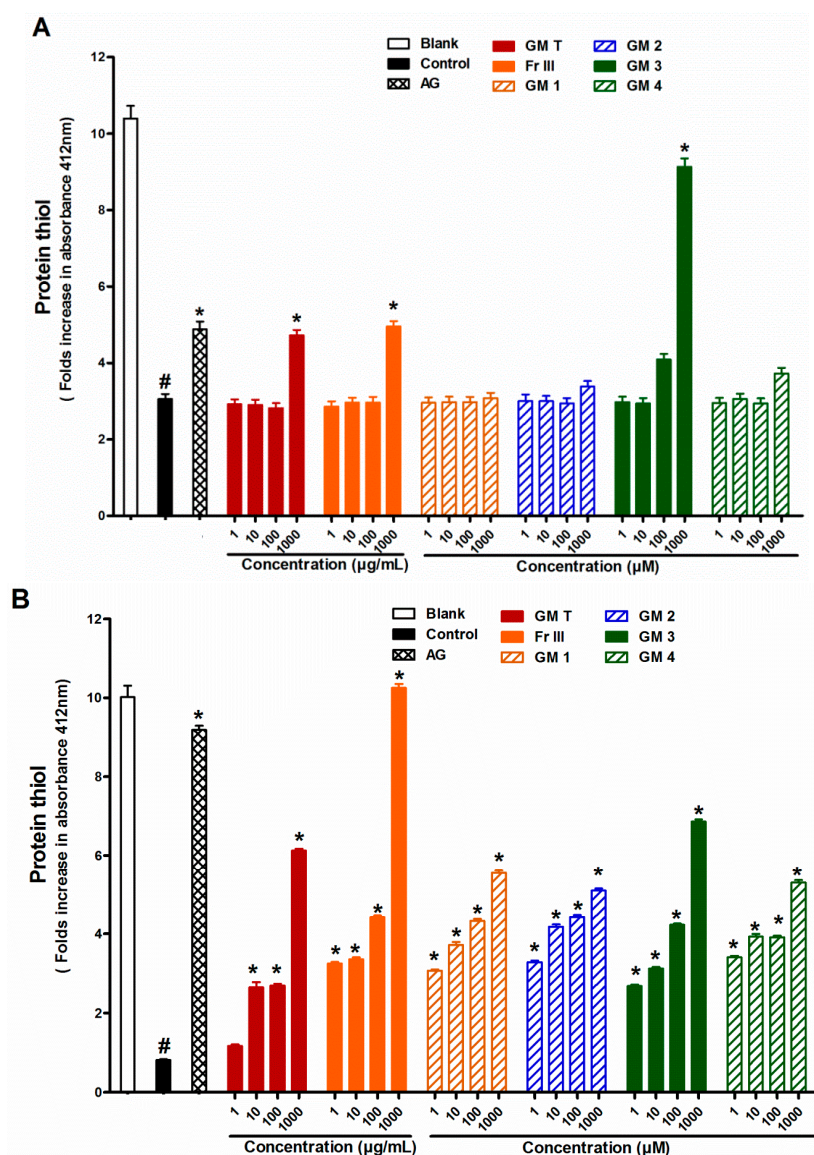 A
Blank
Control
AG
GM T
Fr III
GM 1
GM 2
GM 3
GM 4
Protein thiol
( Folds increase in absorbance 412nm)
12
10
8
6
4
2
0
#
*
*
*
*
1 10 100 1000 1 10 100 1000 1 10 100 1000 1 10 100 1000 1 10 100 1000 1 10 100 1000
Concentration (µg/mL) Concentration (µM)
B
Blank
Control
AG
GM T
Fr III
GM 1
GM 2
GM 3
GM 4
Protein thiol
( Folds increase in absorbance 412nm)
12
10
8
6
4
2
0
#
*
* * *
* * * *
* * * *
* * * *
* * * *
* * * *
1 10 100 1000 1 10 100 1000 1 10 100 1000 1 10 100 1000 1 10 100 1000 1 10 100 1000
Concentration (µg/mL) Concentration (µM)